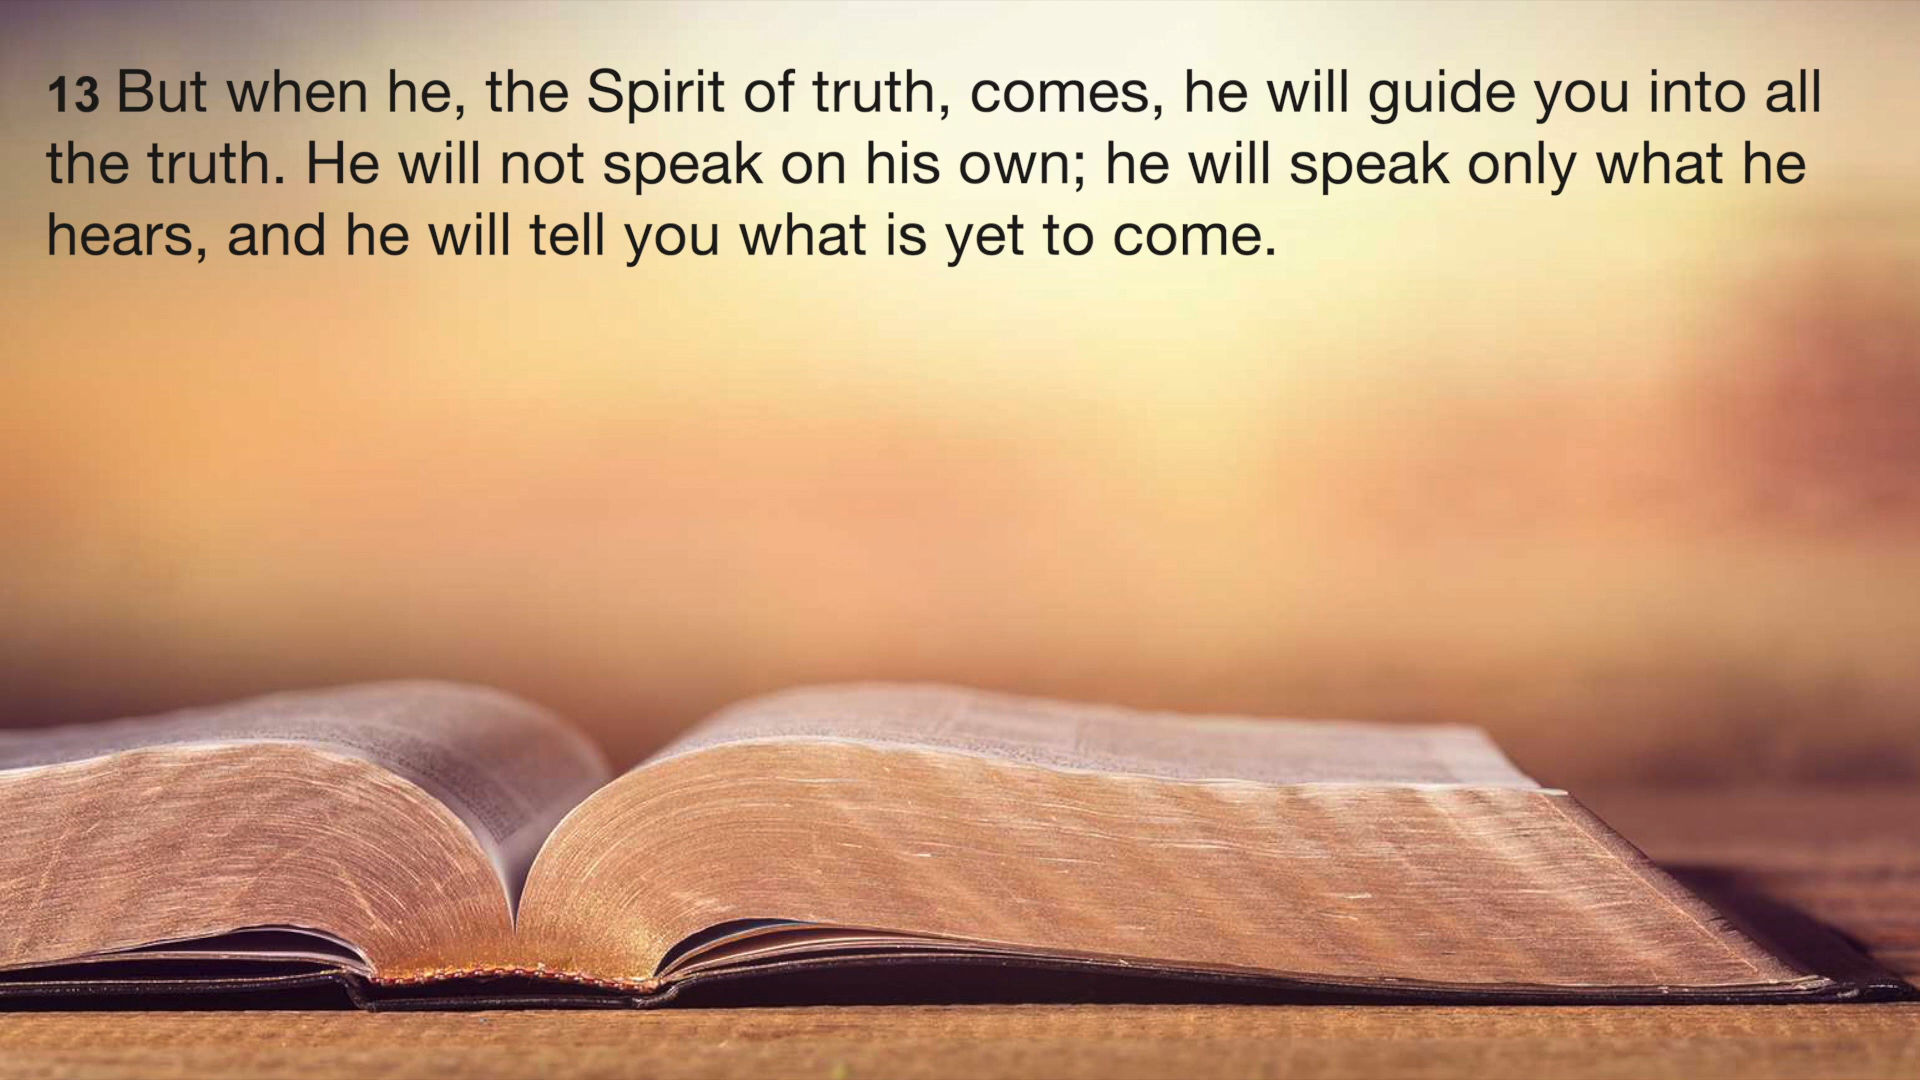 13 But when he, the Spirit of truth, comes, he will guide you into all
the truth. He will not speak on his own; he will speak only what he
hears, and he will tell you what is yet to come.